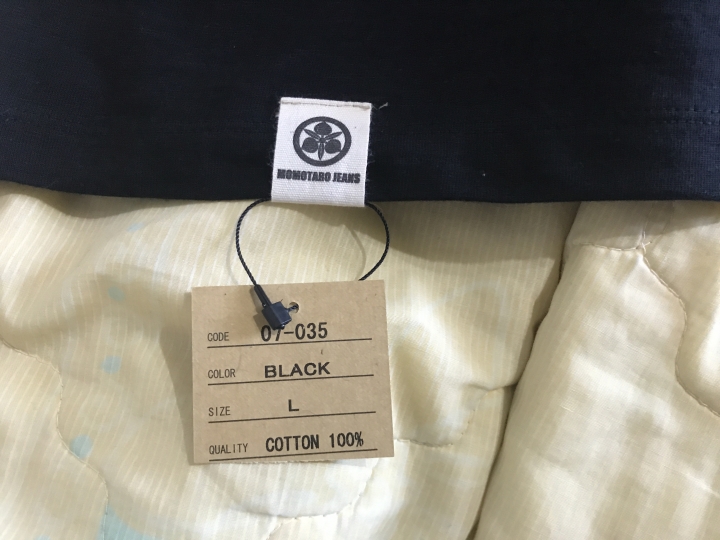 MOMOTARO JEANS
CODE 07-035
COLOR BLACK
SIZE L
QUALITY COTTON 100%